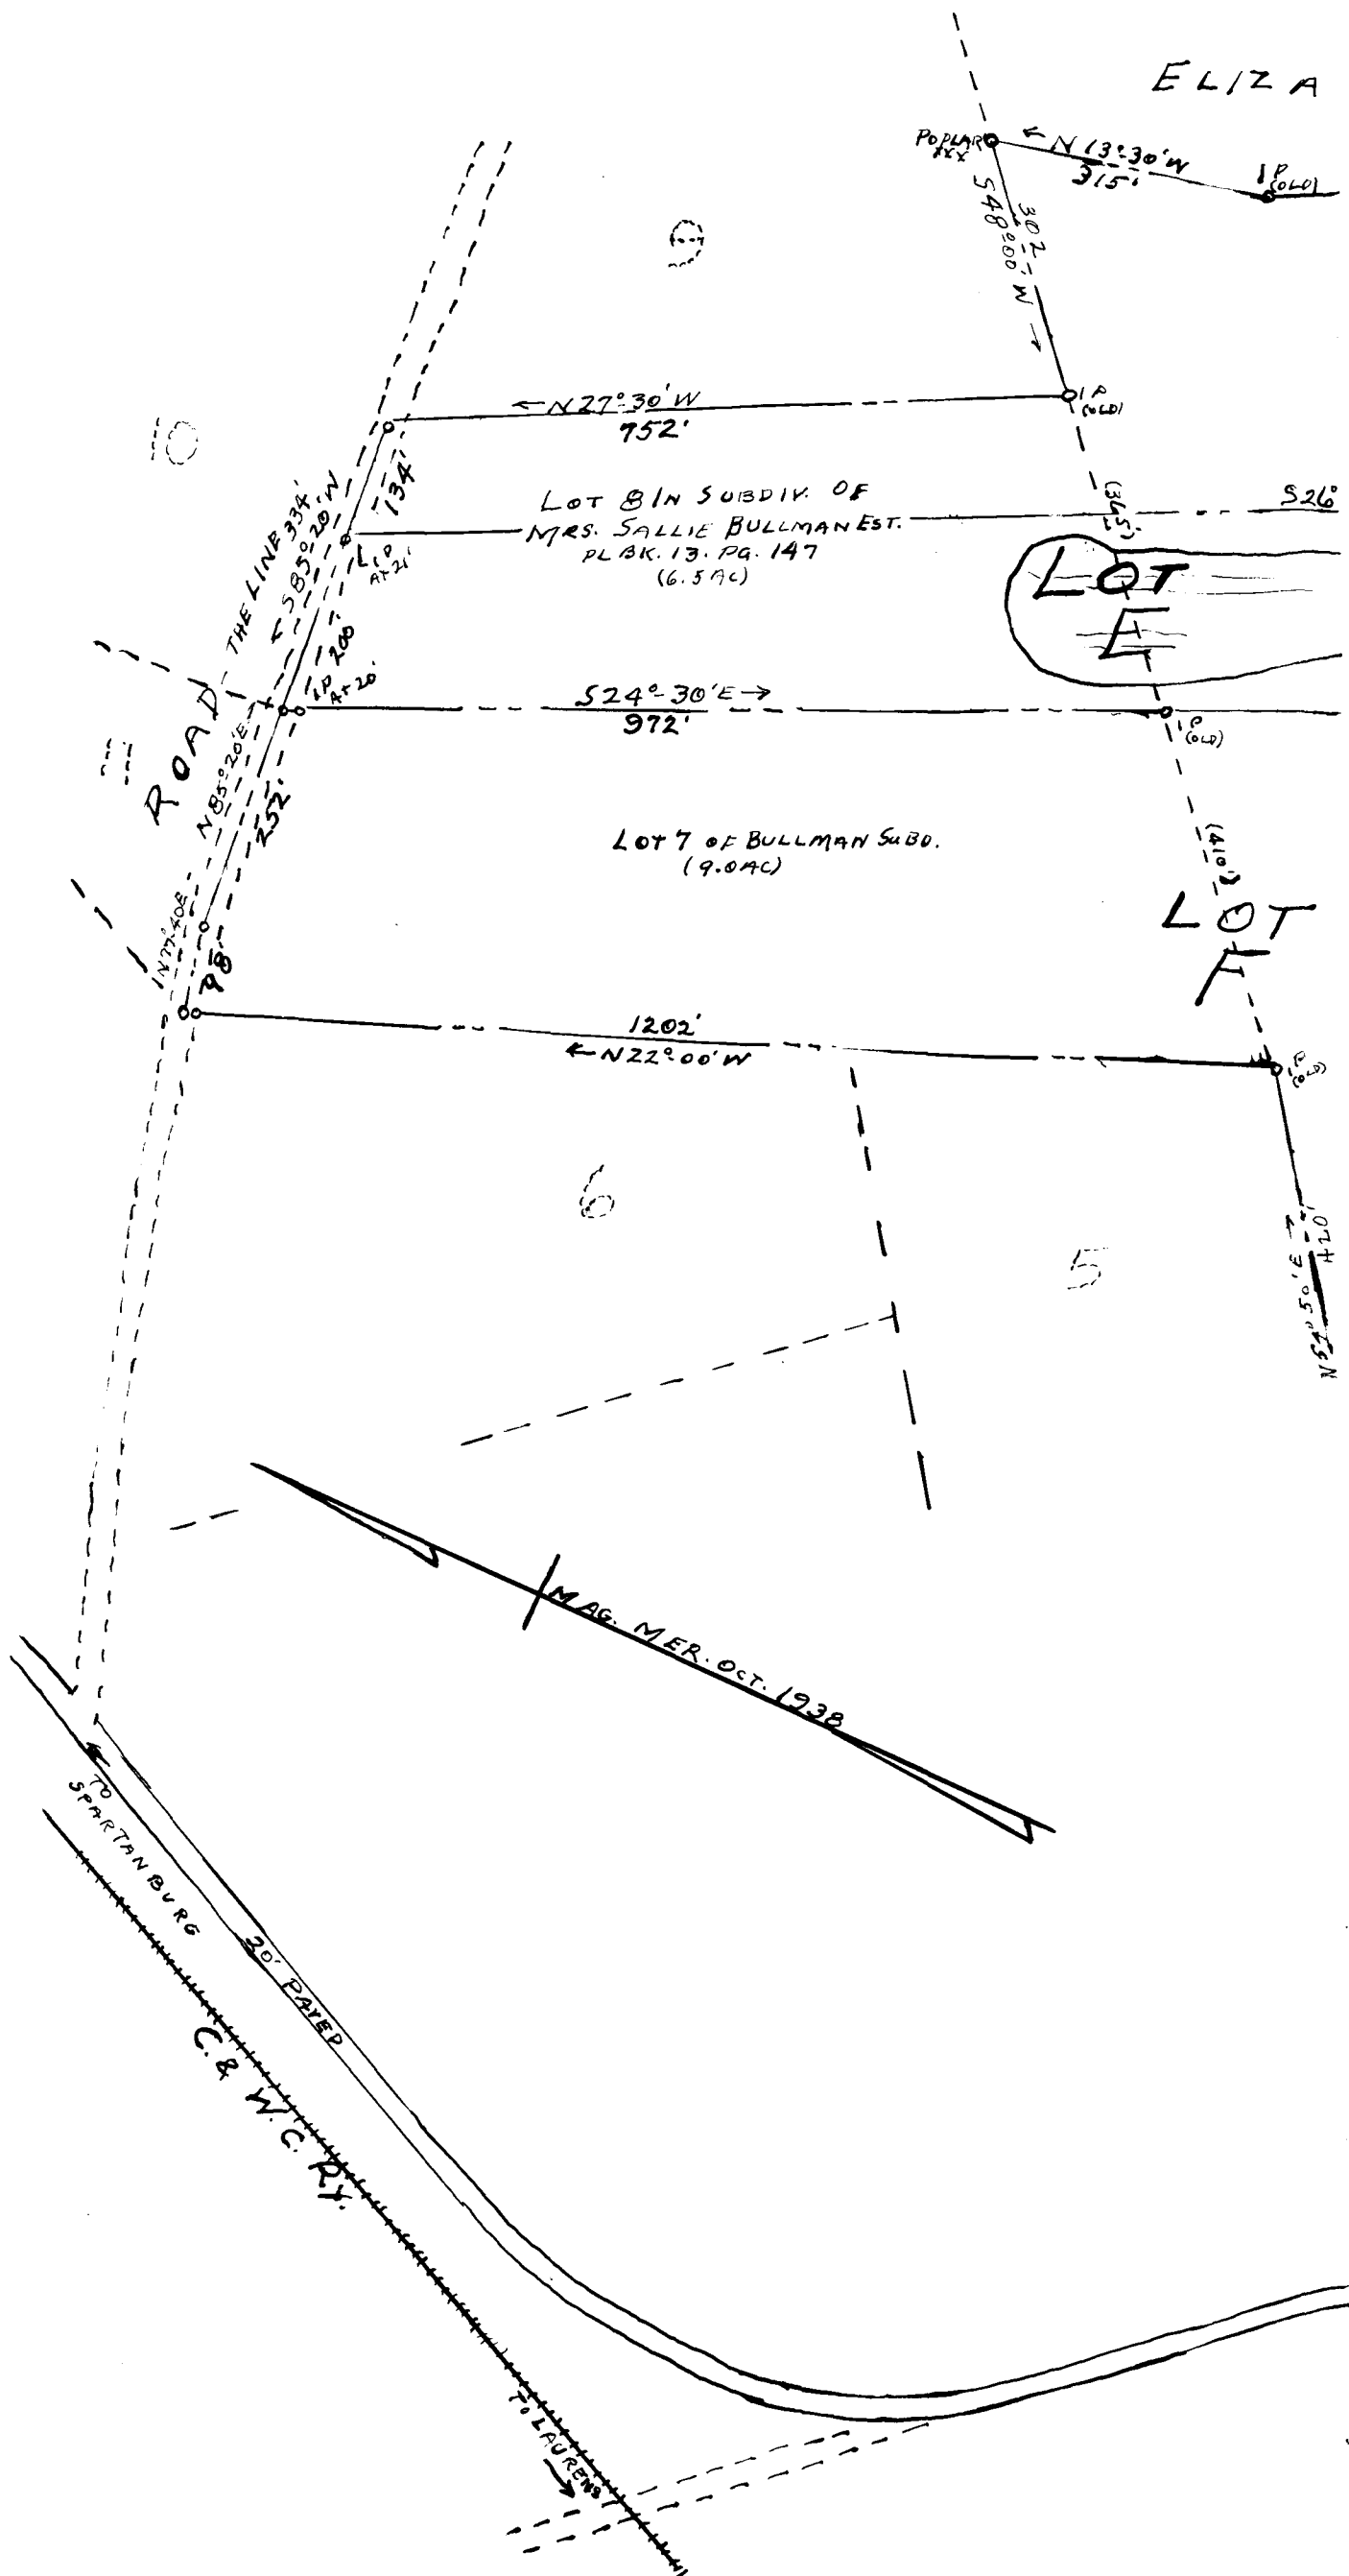 ELIZA
POPLAR
XXX
← N 13°-30' W
315'
IP
(OLD)
S 48°00' W →
302'
9
← N 27°-30' W
752'
IP
(OLD)
10
134'
LOT 8 IN SUBDIV. OF
MRS. SALLIE BULLMAN EST.
PL BK. 13. PG. 147
(6.5 AC)
(365')
S 26°
THE LINE 334'
← S 85°-20' W
IP
AT 21'
LOT
E
200'
IP
AT 20'
S 24°-30' E →
972'
IP
(OLD)
ROAD
11
N 85°-20' E
252'
LOT 7 OF BULLMAN SUBD.
(9.0 AC)
(410')
LOT
F
N 77°-40 E
98'
1202'
← N 22°00' W
IP
(OLD)
6
5
420'
MAG. MER. OCT. 1938
TO
SPARTANBURG
20' PAVED
C. & W. C. RY.
TO LAURENS